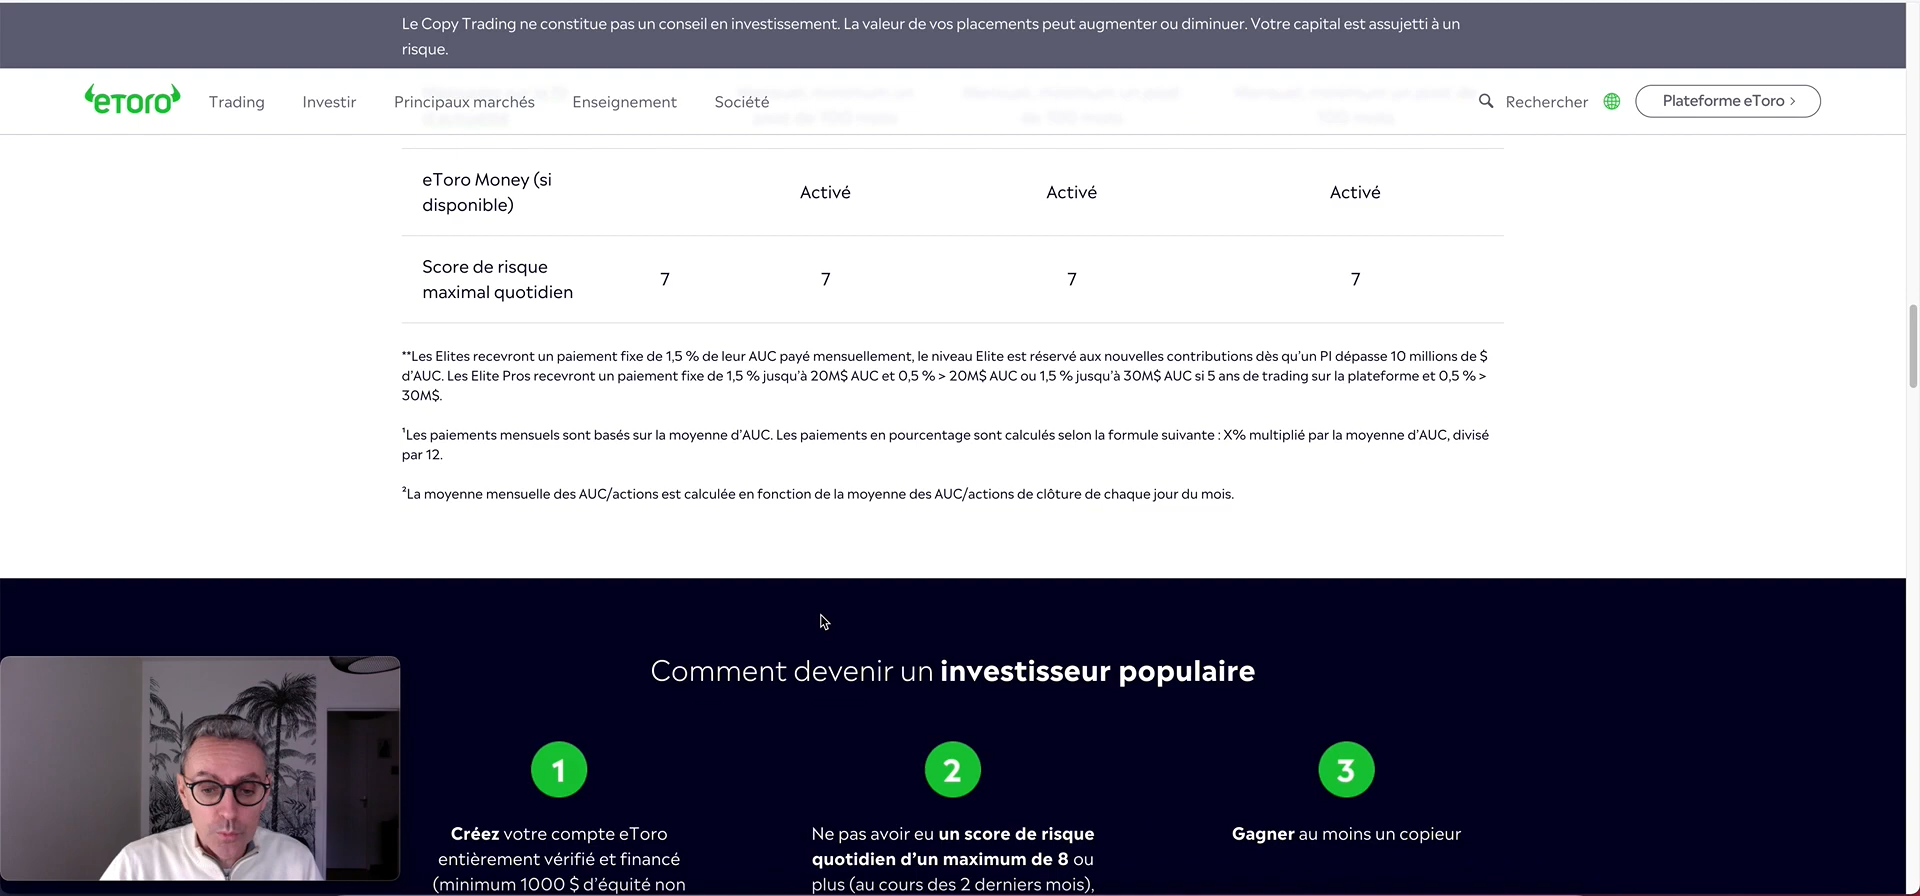 Le Copy Trading ne constitue pas un conseil en investissement. La valeur de vos placements peut augmenter ou diminuer. Votre capital est assujetti à un
risque.
eToro
Trading
Investir
Principaux marchés
Enseignement
Société
Rechercher
Plateforme eToro >
eToro Money (si
disponible)
Activé
Activé
Activé
Score de risque
maximal quotidien
7
7
7
7
**Les Elites recevront un paiement fixe de 1,5 % de leur AUC payé mensuellement, le niveau Elite est réservé aux nouvelles contributions dès qu’un PI dépasse 10 millions de $
d’AUC. Les Elite Pros recevront un paiement fixe de 1,5 % jusqu’à 20M$ AUC et 0,5 % > 20M$ AUC ou 1,5 % jusqu’à 30M$ AUC si 5 ans de trading sur la plateforme et 0,5 % >
30M$.
¹Les paiements mensuels sont basés sur la moyenne d’AUC. Les paiements en pourcentage sont calculés selon la formule suivante : X% multiplié par la moyenne d’AUC, divisé
par 12.
²La moyenne mensuelle des AUC/actions est calculée en fonction de la moyenne des AUC/actions de clôture de chaque jour du mois.
Comment devenir un investisseur populaire
1
Créez votre compte eToro
entièrement vérifié et financé
(minimum 1000 $ d’équité non
2
Ne pas avoir eu un score de risque
quotidien d’un maximum de 8 ou
plus (au cours des 2 derniers mois),
3
Gagner au moins un copieur